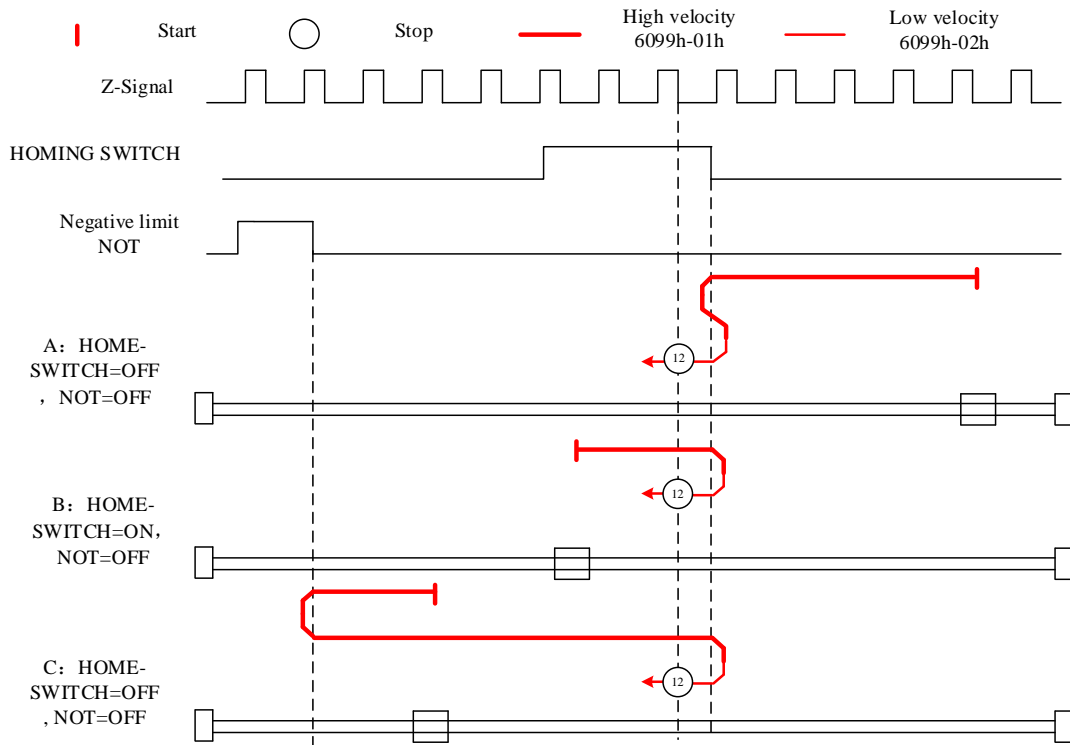 Start
Stop
High velocity
6099h-01h
Low velocity
6099h-02h
Z-Signal
HOMING SWITCH
Negative limit
NOT
A：HOME-
SWITCH=OFF
，NOT=OFF
12
B：HOME-
SWITCH=ON，
NOT=OFF
12
C：HOME-
SWITCH=OFF
, NOT=OFF
12